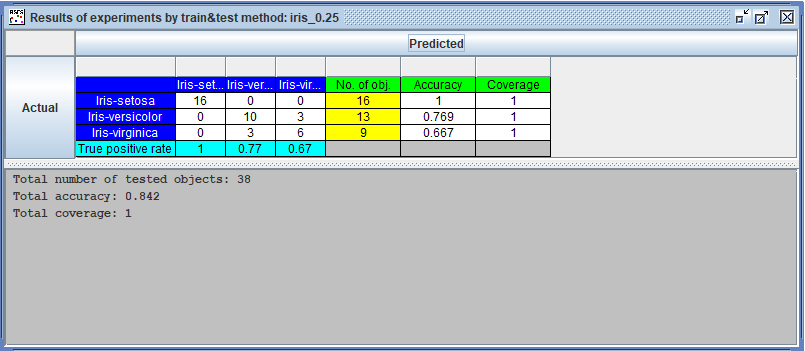 Results of experiments by train&test method: iris_0.25
Predicted
Actual
Iris-set... Iris-ver... Iris-vir... No. of obj. Accuracy Coverage
Iris-setosa 16 0 0 16 1 1
Iris-versicolor 0 10 3 13 0.769 1
Iris-virginica 0 3 6 9 0.667 1
True positive rate 1 0.77 0.67
Total number of tested objects: 38
Total accuracy: 0.842
Total coverage: 1